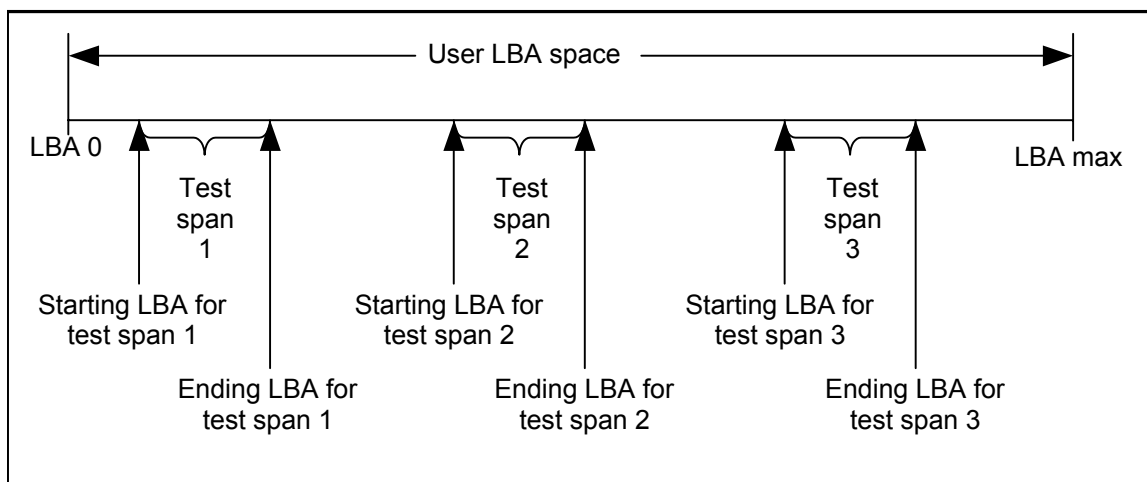 User LBA space
LBA 0
LBA max
Test
span
1
Test
span
2
Test
span
3
Starting LBA for
test span 1
Starting LBA for
test span 2
Starting LBA for
test span 3
Ending LBA for
test span 1
Ending LBA for
test span 2
Ending LBA for
test span 3